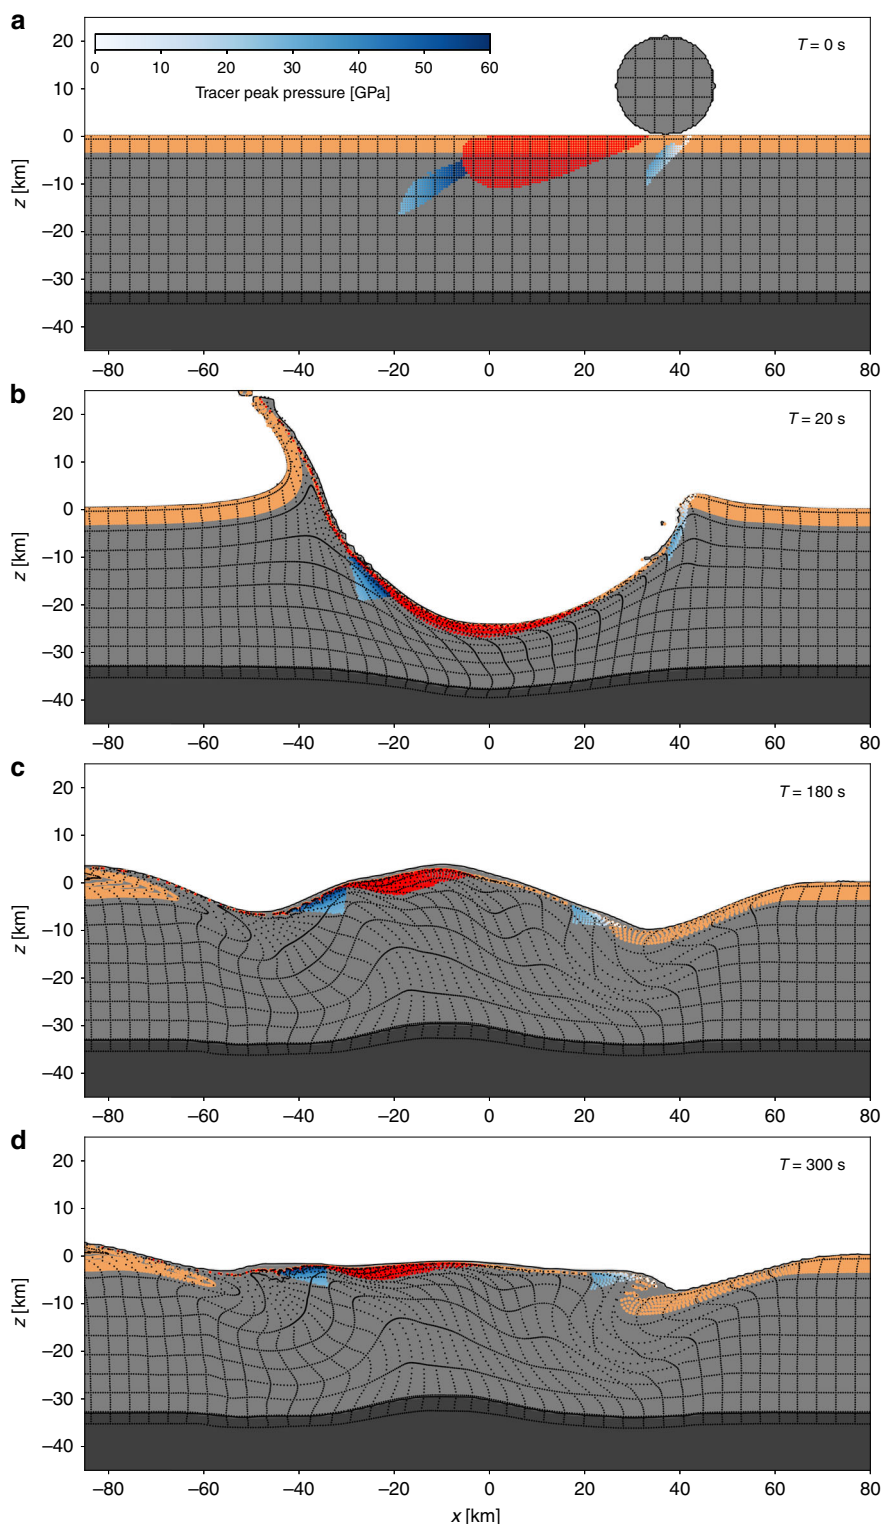 a
20
10
0
−10
−20
−30
−40
z [km]
0 10 20 30 40 50 60
Tracer peak pressure [GPa]
T = 0 s
−80 −60 −40 −20 0 20 40 60 80
b
20
10
0
−10
−20
−30
−40
z [km]
T = 20 s
−80 −60 −40 −20 0 20 40 60 80
c
20
10
0
−10
−20
−30
−40
z [km]
T = 180 s
−80 −60 −40 −20 0 20 40 60 80
d
20
10
0
−10
−20
−30
−40
z [km]
T = 300 s
−80 −60 −40 −20 0 20 40 60 80
x [km]